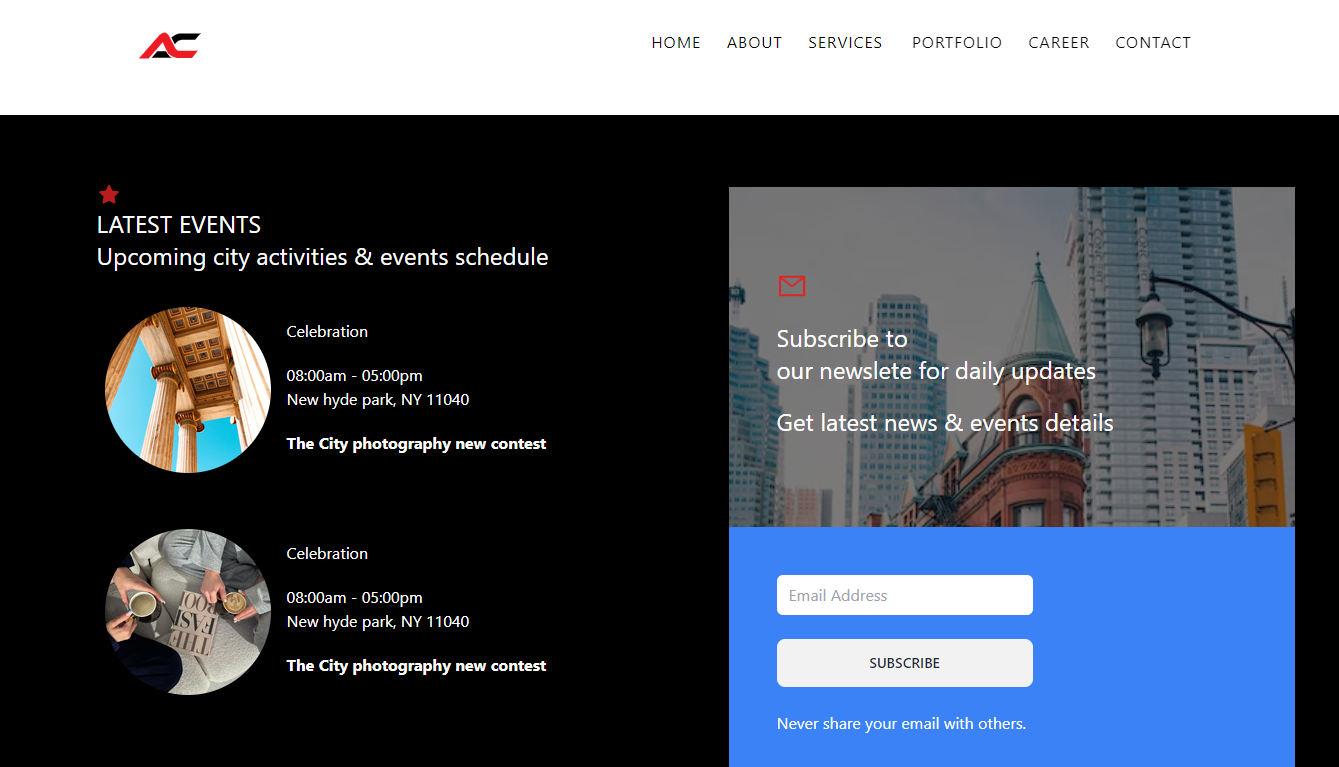 AC
HOME ABOUT SERVICES PORTFOLIO CAREER CONTACT
LATEST EVENTS
Upcoming city activities & events schedule
Celebration
08:00am - 05:00pm
New hyde park, NY 11040
The City photography new contest
Celebration
08:00am - 05:00pm
New hyde park, NY 11040
The City photography new contest
Subscribe to
our newslete for daily updates
Get latest news & events details
Email Address
SUBSCRIBE
Never share your email with others.